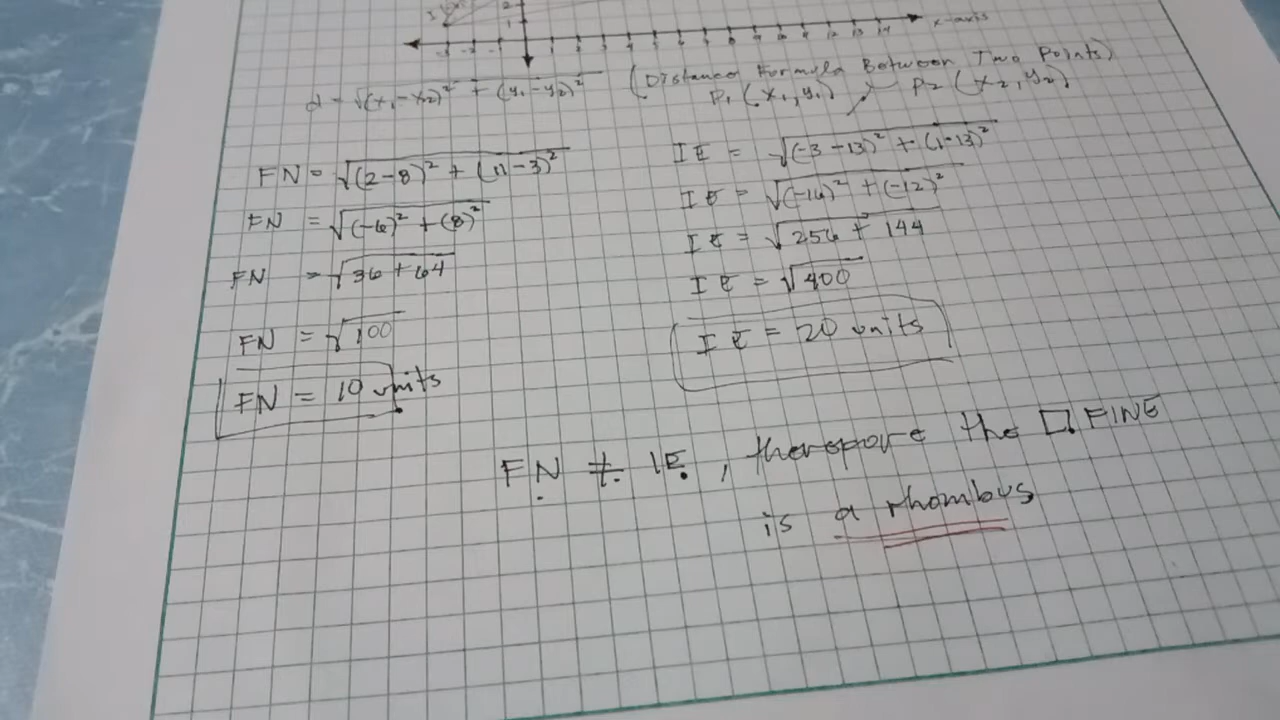 2
1
x-axis
d = √(x₁-x₂)² + (y₁-y₂)² (Distance Formula Between Two Points)
P₁ (x₁, y₁) P₂ (x₂, y₂)
FN = √(2-8)² + (11-3)²
FN = √(-6)² + (8)²
FN = √36 + 64
FN = √100
FN = 10 units
IE = √(-3-13)² + (1-13)²
IE = √(-16)² + (-12)²
IE = √256 + 144
IE = √400
IE = 20 units
FN ≠ IE, therefore the □ FINE
is a rhombus